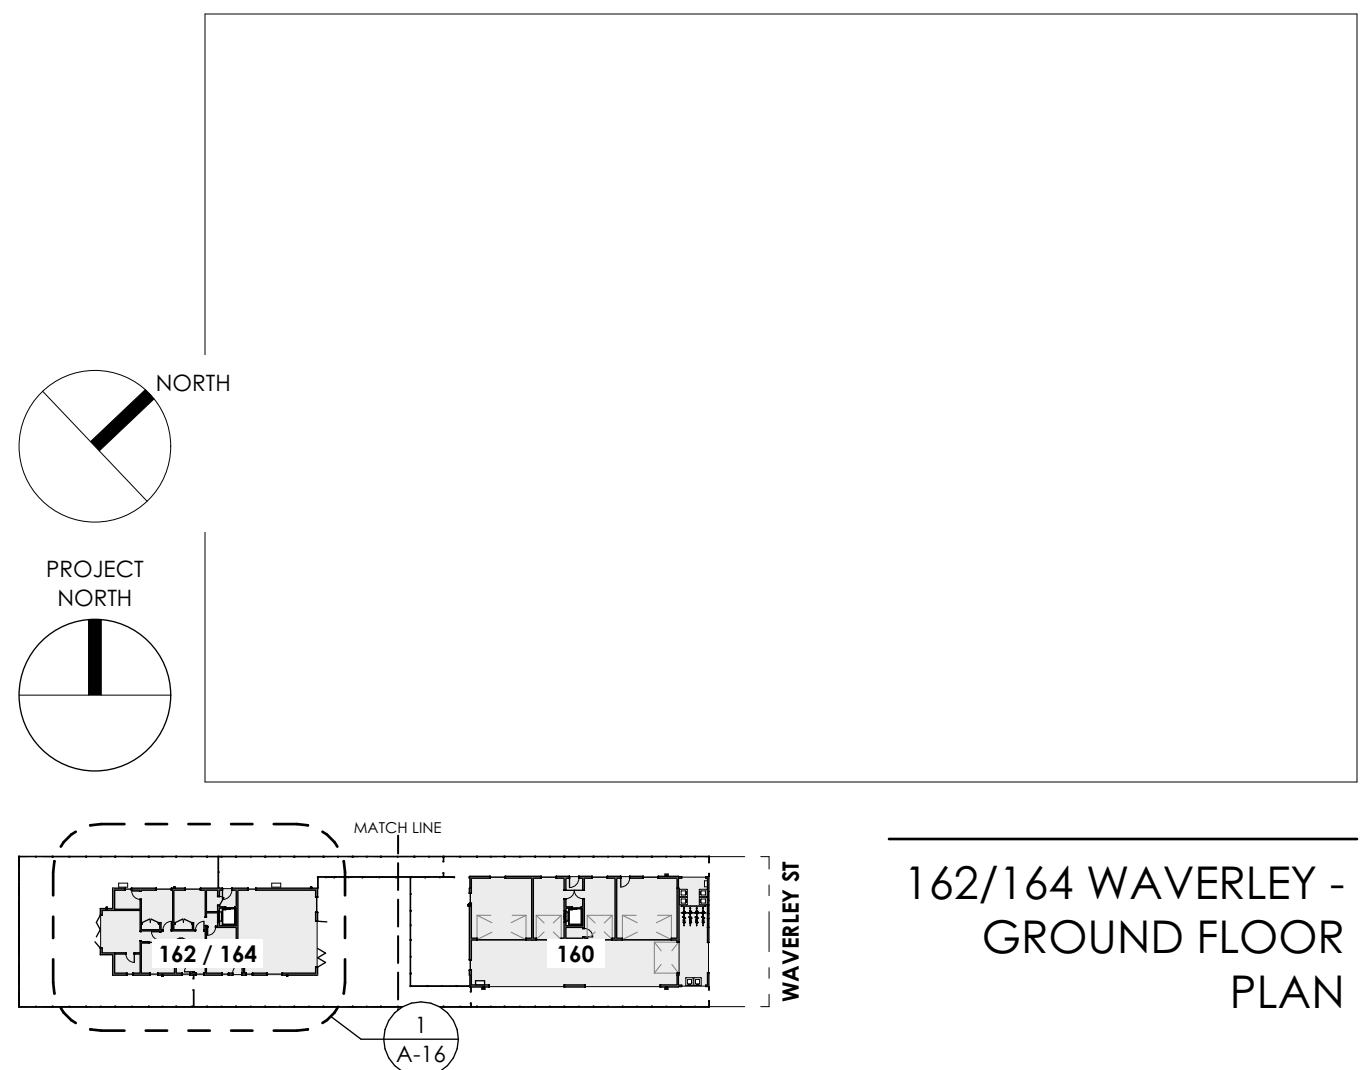 NORTH
PROJECT
NORTH
MATCH LINE
162 / 164
160
WAVERLEY ST
1
A-16
162/164 WAVERLEY -
GROUND FLOOR
PLAN